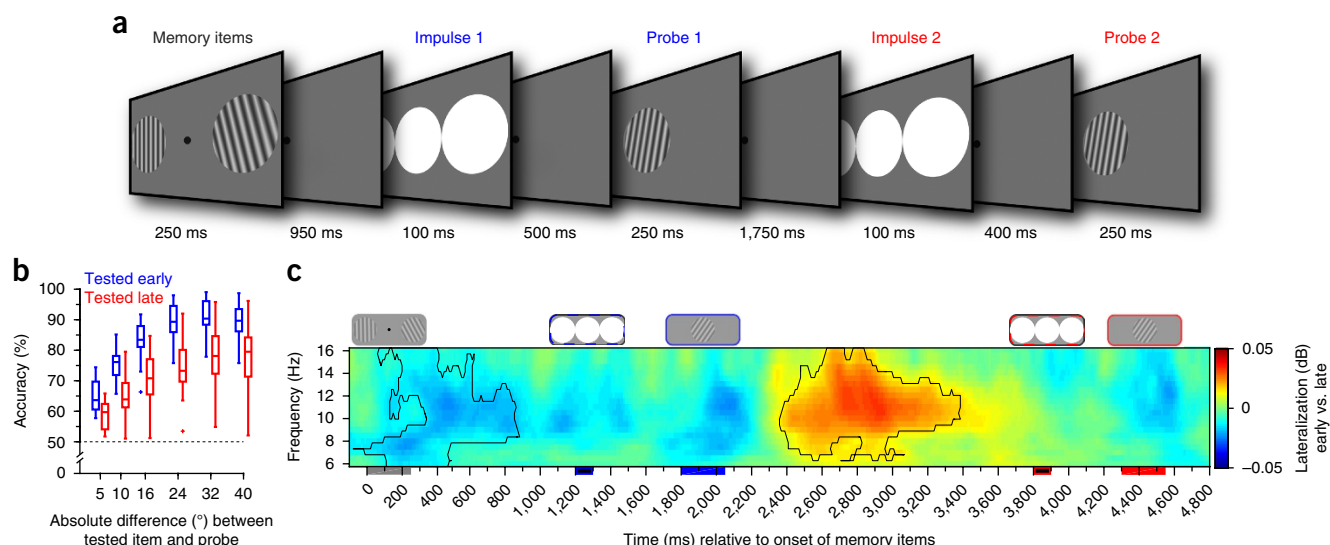 a
Memory items
Impulse 1
Probe 1
Impulse 2
Probe 2
250 ms
950 ms
100 ms
500 ms
250 ms
1,750 ms
100 ms
400 ms
250 ms
b
Tested early
Tested late
100
90
80
70
60
50
0
Accuracy (%)
5
10
16
24
32
40
Absolute difference (°) between
tested item and probe
c
16
14
12
10
8
6
Frequency (Hz)
0
200
400
600
800
1,000
1,200
1,400
1,600
1,800
2,000
2,200
2,400
2,600
2,800
3,000
3,200
3,400
3,600
3,800
4,000
4,200
4,400
4,600
4,800
Time (ms) relative to onset of memory items
0.05
0
−0.05
Lateralization (dB)
early vs. late